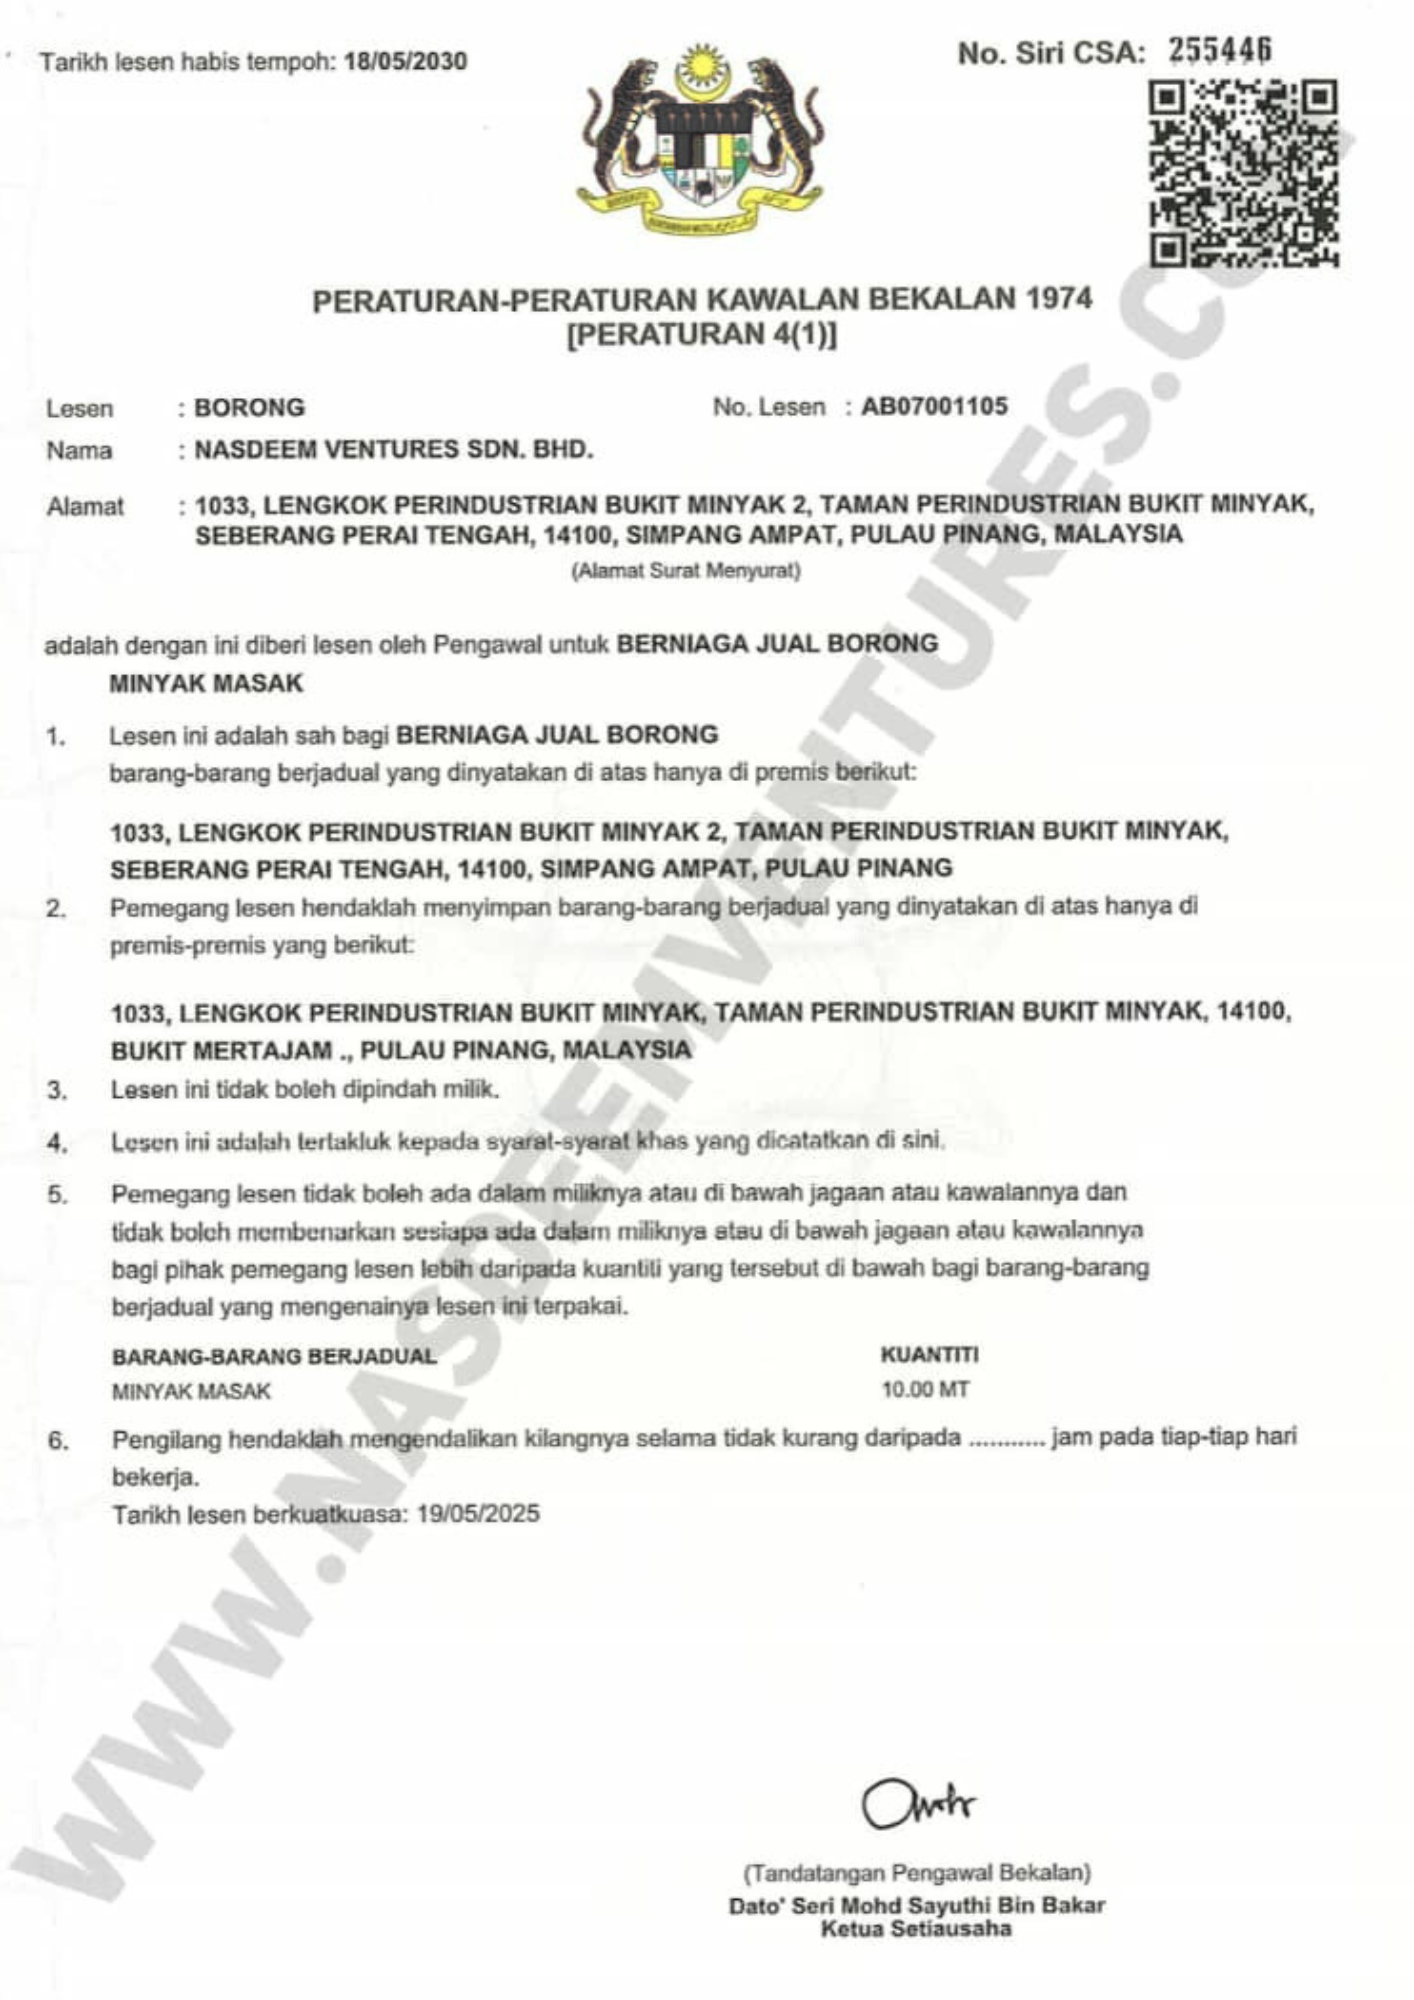 Tarikh lesen habis tempoh: 18/05/2030
No. Siri CSA: 255446
PERATURAN-PERATURAN KAWALAN BEKALAN 1974
[PERATURAN 4(1)]
Lesen : BORONG No. Lesen : AB07001105
Nama : NASDEEM VENTURES SDN. BHD.
Alamat : 1033, LENGKOK PERINDUSTRIAN BUKIT MINYAK 2, TAMAN PERINDUSTRIAN BUKIT MINYAK,
SEBERANG PERAI TENGAH, 14100, SIMPANG AMPAT, PULAU PINANG, MALAYSIA
(Alamat Surat Menyurat)
adalah dengan ini diberi lesen oleh Pengawal untuk BERNIAGA JUAL BORONG
MINYAK MASAK
1. Lesen ini adalah sah bagi BERNIAGA JUAL BORONG
barang-barang berjadual yang dinyatakan di atas hanya di premis berikut:
1033, LENGKOK PERINDUSTRIAN BUKIT MINYAK 2, TAMAN PERINDUSTRIAN BUKIT MINYAK,
SEBERANG PERAI TENGAH, 14100, SIMPANG AMPAT, PULAU PINANG
2. Pemegang lesen hendaklah menyimpan barang-barang berjadual yang dinyatakan di atas hanya di
premis-premis yang berikut:
1033, LENGKOK PERINDUSTRIAN BUKIT MINYAK, TAMAN PERINDUSTRIAN BUKIT MINYAK, 14100,
BUKIT MERTAJAM ., PULAU PINANG, MALAYSIA
3. Lesen ini tidak boleh dipindah milik.
4. Lesen ini adalah tertakluk kepada syarat-syarat khas yang dicatatkan di sini.
5. Pemegang lesen tidak boleh ada dalam miliknya atau di bawah jagaan atau kawalannya dan
tidak boleh membenarkan sesiapa ada dalam miliknya atau di bawah jagaan atau kawalannya
bagi pihak pemegang lesen lebih daripada kuantiti yang tersebut di bawah bagi barang-barang
berjadual yang mengenainya lesen ini terpakai.
BARANG-BARANG BERJADUAL KUANTITI
MINYAK MASAK 10.00 MT
6. Pengilang hendaklah mengendalikan kilangnya selama tidak kurang daripada ........... jam pada tiap-tiap hari
bekerja.
Tarikh lesen berkuatkuasa: 19/05/2025
(Tandatangan Pengawal Bekalan)
Dato' Seri Mohd Sayuthi Bin Bakar
Ketua Setiausaha